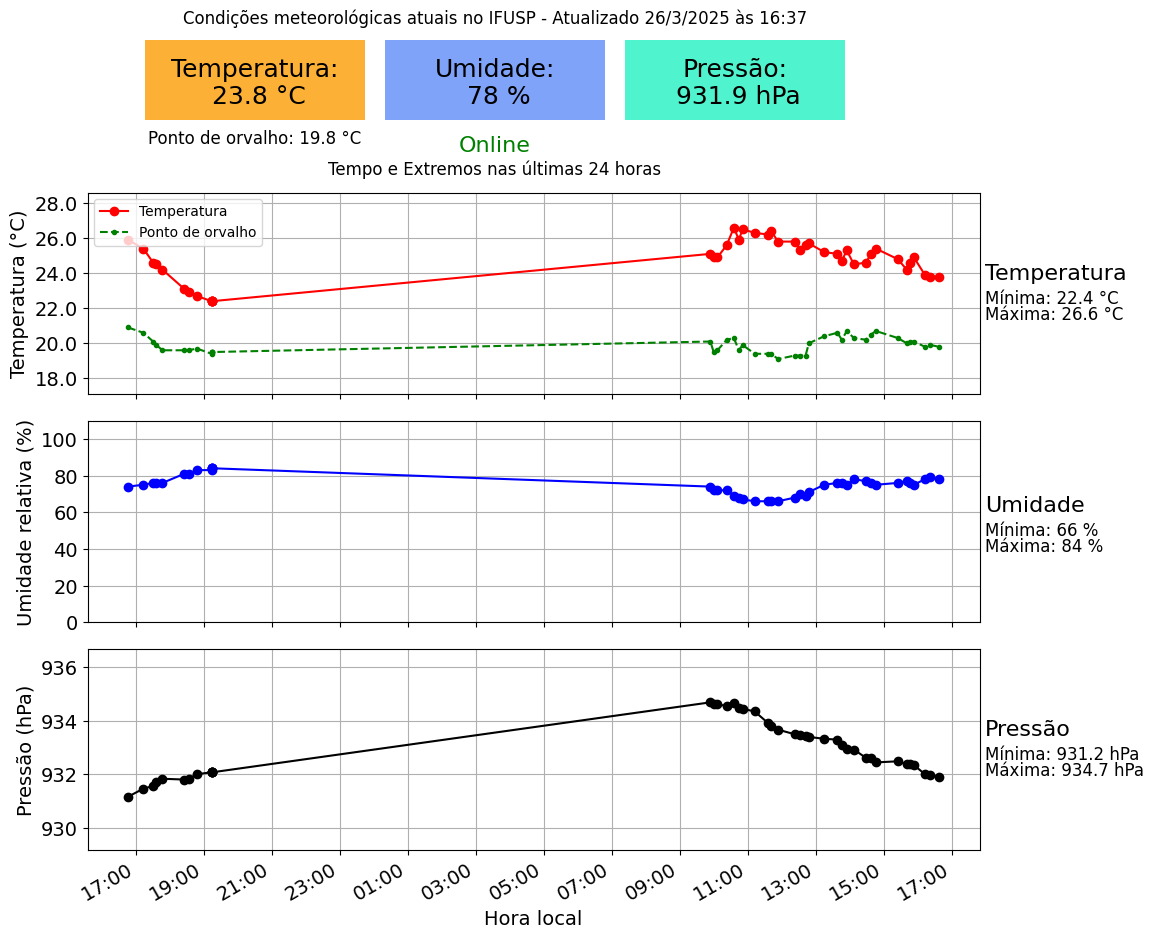 Condições meteorológicas atuais no IFUSP - Atualizado 26/3/2025 às 16:37
Temperatura:
23.8 °C
Umidade:
78 %
Pressão:
931.9 hPa
Ponto de orvalho: 19.8 °C
Online
Tempo e Extremos nas últimas 24 horas
Temperatura (°C)
28.0
26.0
24.0
22.0
20.0
18.0
Temperatura
Ponto de orvalho
Temperatura
Mínima: 22.4 °C
Máxima: 26.6 °C
Umidade relativa (%)
100
80
60
40
20
0
Umidade
Mínima: 66 %
Máxima: 84 %
Pressão (hPa)
936
934
932
930
Pressão
Mínima: 931.2 hPa
Máxima: 934.7 hPa
17:00
19:00
21:00
23:00
01:00
03:00
05:00
07:00
09:00
11:00
13:00
15:00
17:00
Hora local